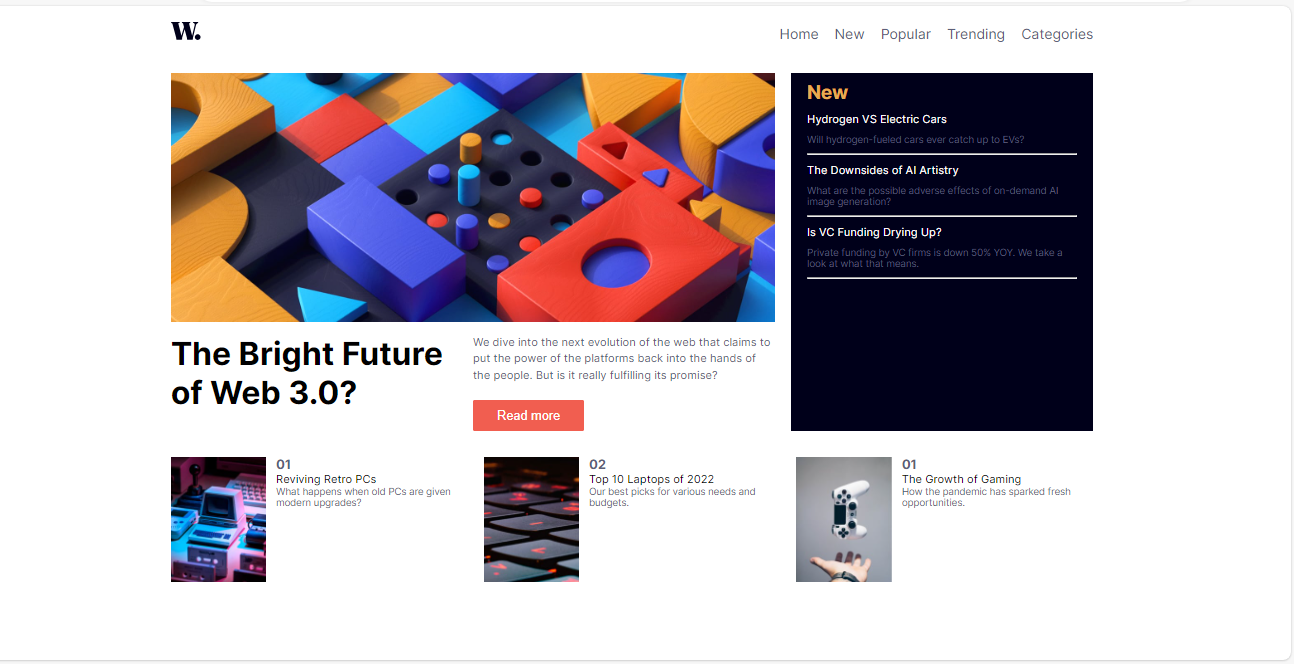 W.
Home New Popular Trending Categories
New
Hydrogen VS Electric Cars
Will hydrogen-fueled cars ever catch up to EVs?
The Downsides of AI Artistry
What are the possible adverse effects of on-demand AI
image generation?
Is VC Funding Drying Up?
Private funding by VC firms is down 50% YOY. We take a
look at what that means.
The Bright Future
of Web 3.0?
We dive into the next evolution of the web that claims to
put the power of the platforms back into the hands of
the people. But is it really fulfilling its promise?
Read more
01
Reviving Retro PCs
What happens when old PCs are given
modern upgrades?
02
Top 10 Laptops of 2022
Our best picks for various needs and
budgets.
01
The Growth of Gaming
How the pandemic has sparked fresh
opportunities.